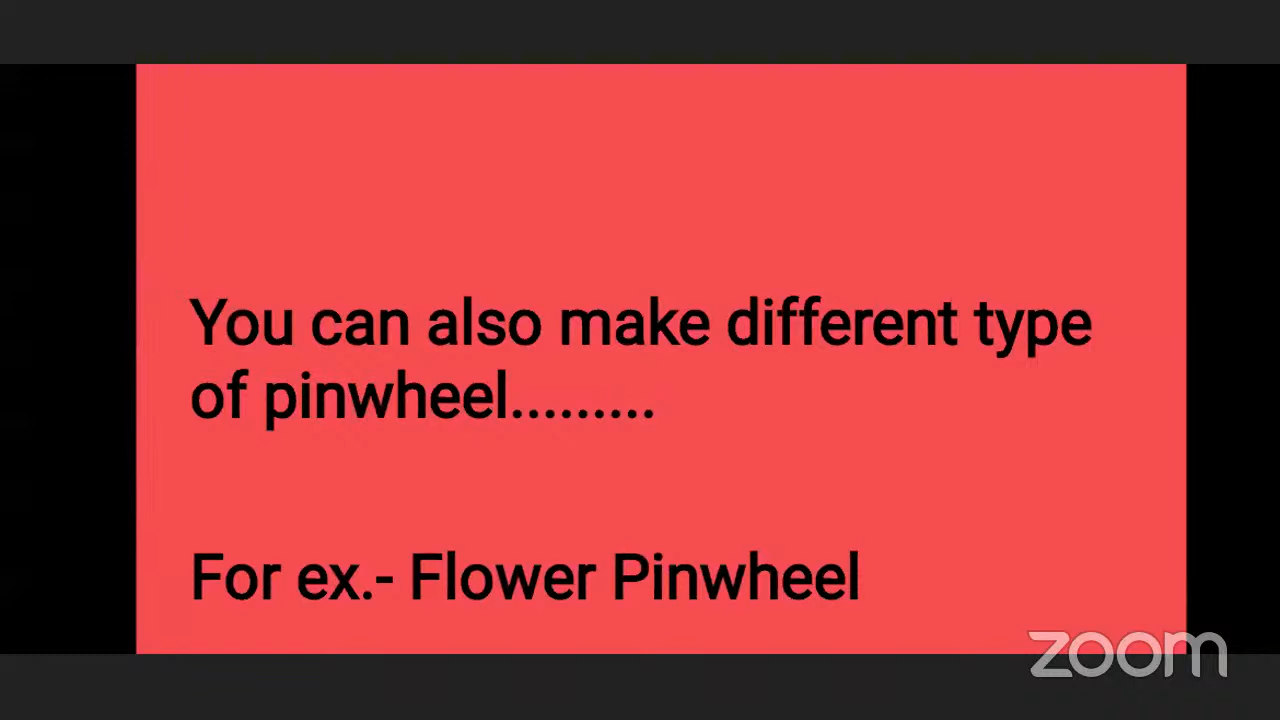 You can also make different type
of pinwheel.........
For ex.- Flower Pinwheel
zoom